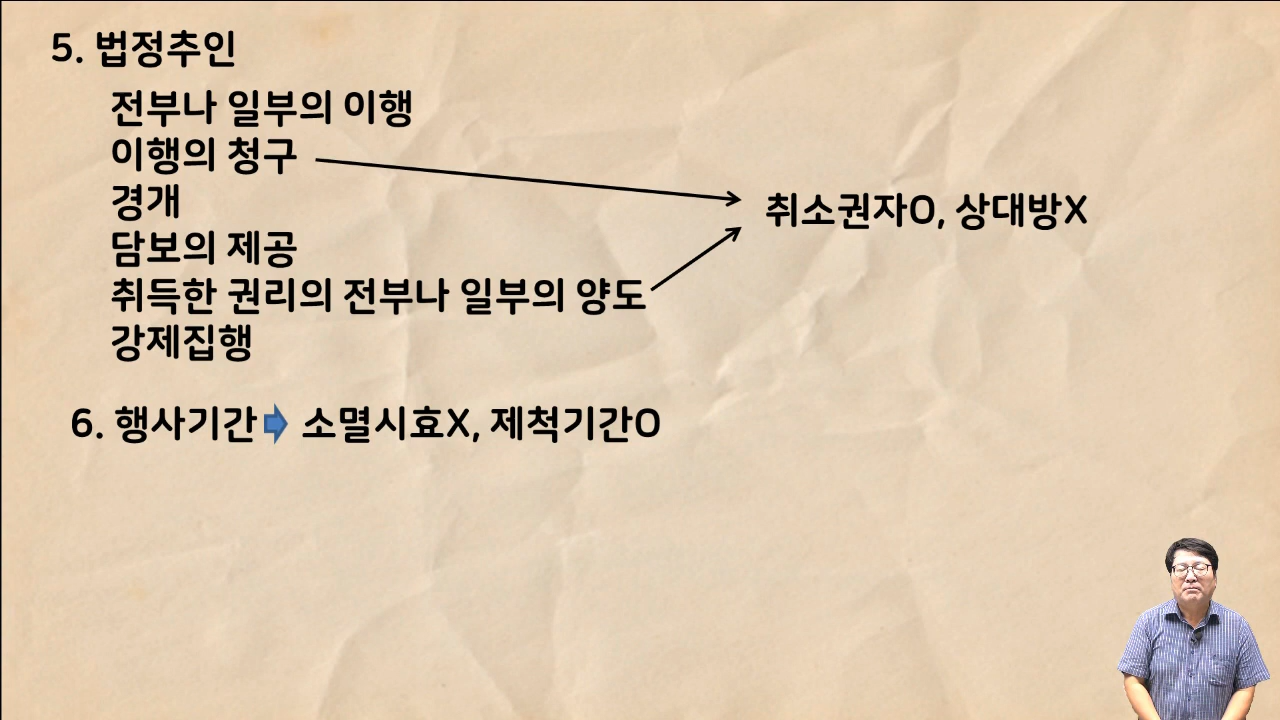 5. 법정추인
전부나 일부의 이행
이행의 청구
경개
담보의 제공
취득한 권리의 전부나 일부의 양도
강제집행
취소권자O, 상대방X
6. 행사기간 소멸시효X, 제척기간O